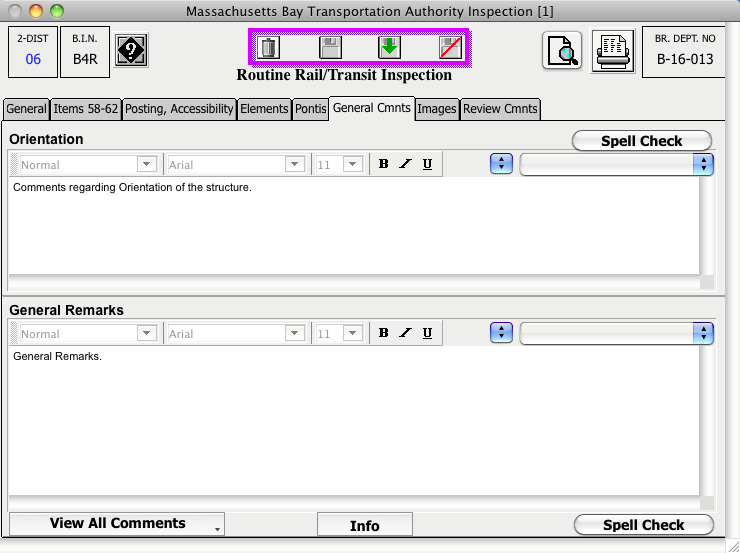 Massachusetts Bay Transportation Authority Inspection [1]
2-DIST
06
B.I.N.
B4R
?
Routine Rail/Transit Inspection
BR. DEPT. NO
B-16-013
General Items 58-62 Posting, Accessibility Elements Pontis General Cmnts Images Review Cmnts
Orientation
Spell Check
Normal Arial 11 B I U
Comments regarding Orientation of the structure.
General Remarks
Normal Arial 11 B I U
General Remarks.
View All Comments Info Spell Check